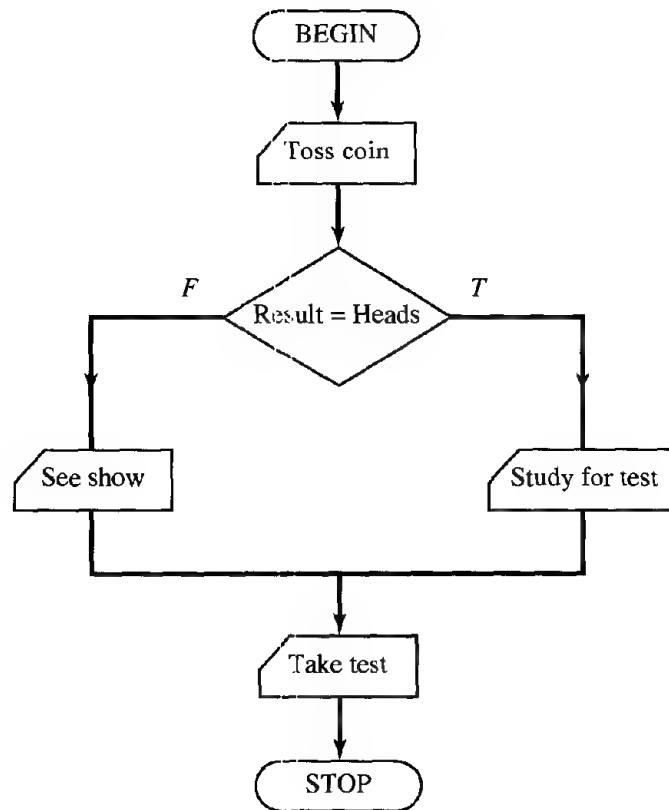 BEGIN
Toss coin
F
T
Result = Heads
See show
Study for test
Take test
STOP